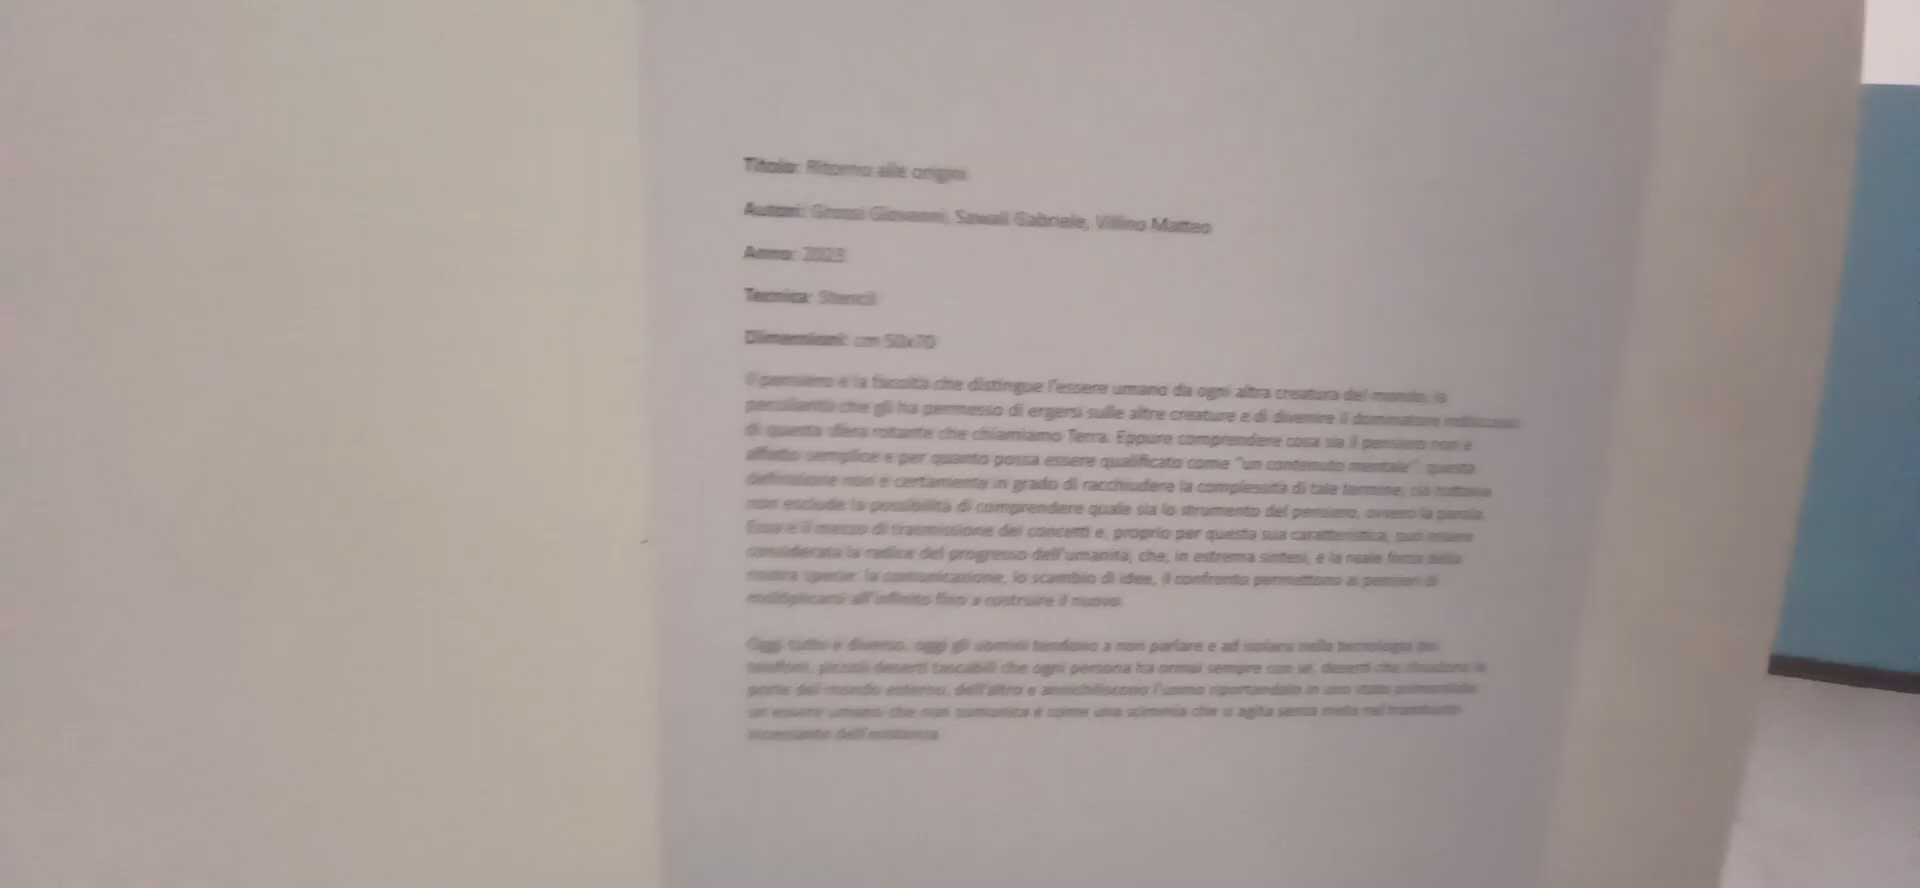 Titolo: Ritorno alle origini
Autori: Grossi Giovanni, Sawali Gabriele, Villino Matteo
Anno: 2023
Tecnica: Stencil
Dimensioni: cm 50x70
Il pensiero è la facoltà che distingue l'essere umano da ogni altra creatura del mondo, la
peculiarità che gli ha permesso di ergersi sulle altre creature e di divenire il dominatore
di questa sfera rotante che chiamiamo Terra. Eppure comprendere cosa sia il pensiero non è
affatto semplice e per quanto possa essere qualificato come "un contenuto mentale", questa
definizione non è certamente in grado di racchiudere la complessità di tale termine; ciò tuttavia
non esclude la possibilità di comprendere quale sia lo strumento del pensiero, ovvero la parola.
Essa è il mezzo di trasmissione dei concetti e, proprio per questa sua caratteristica, può essere
considerata la radice del progresso dell'umanità, che, in estrema sintesi, è la reale forza della
nostra specie: la comunicazione, lo scambio di idee, il confronto permettono ai pensieri di
moltiplicarsi all'infinito fino a costruire il nuovo.
Oggi tutto è diverso, oggi gli uomini tendono a non parlare e ad isolarsi nella tecnologia dei
telefoni, piccoli deserti tascabili che ogni persona ha ormai sempre con sé, deserti che chiudono le
porte del mondo esterno, dell'altro e annichiliscono l'uomo riportandolo in uno stato primordiale:
un essere umano che non comunica è come una scimmia che si agita senza meta nel trambusto
incessante dell'esistenza